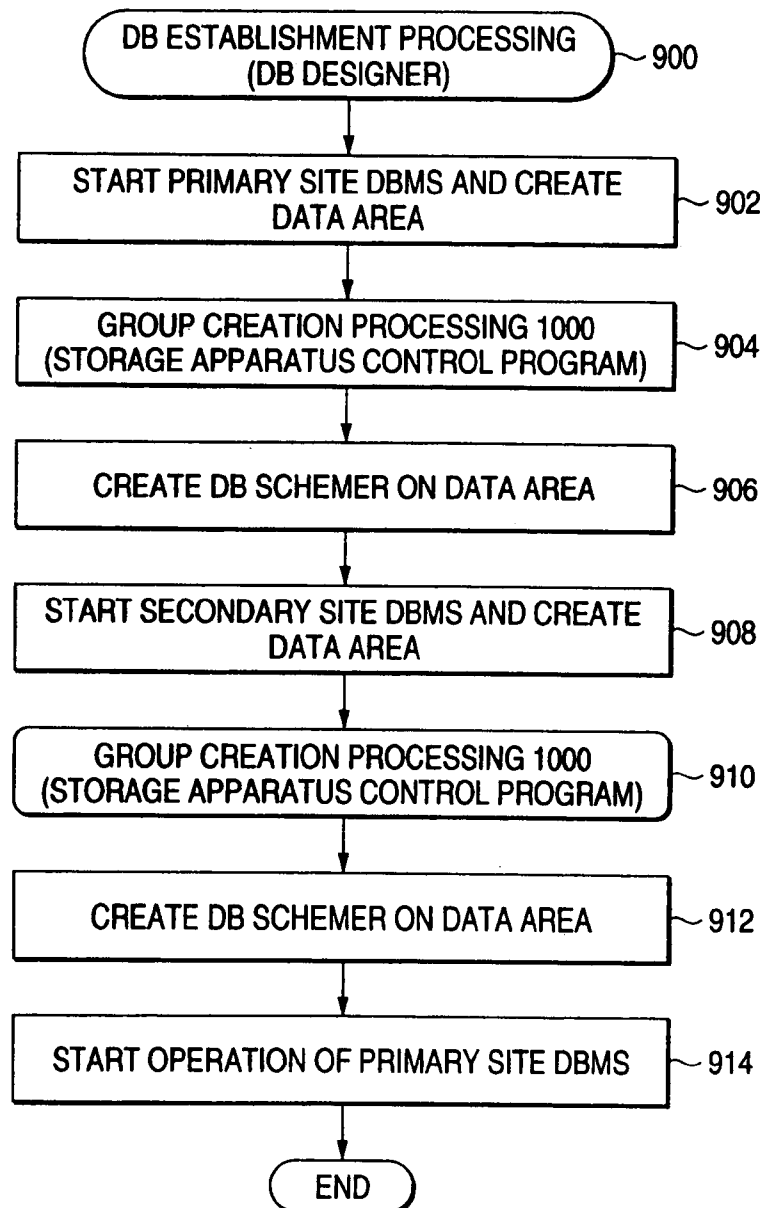 DB ESTABLISHMENT PROCESSING
(DB DESIGNER)
900
START PRIMARY SITE DBMS AND CREATE
DATA AREA
902
GROUP CREATION PROCESSING 1000
(STORAGE APPARATUS CONTROL PROGRAM)
904
CREATE DB SCHEMER ON DATA AREA
906
START SECONDARY SITE DBMS AND CREATE
DATA AREA
908
GROUP CREATION PROCESSING 1000
(STORAGE APPARATUS CONTROL PROGRAM)
910
CREATE DB SCHEMER ON DATA AREA
912
START OPERATION OF PRIMARY SITE DBMS
914
END